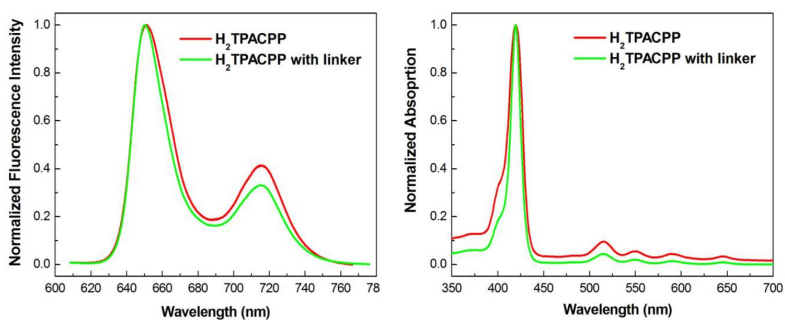 Normalized Fluorescence Intensity
1.0
0.8
0.6
0.4
0.2
0.0
H2TPACPP
H2TPACPP with linker
600 620 640 660 680 700 720 740 760 78
Wavelength (nm)
Normalized Absoprtion
1.0
0.8
0.6
0.4
0.2
0.0
H2TPACPP
H2TPACPP with linker
350 400 450 500 550 600 650 700
Wavelength (nm)